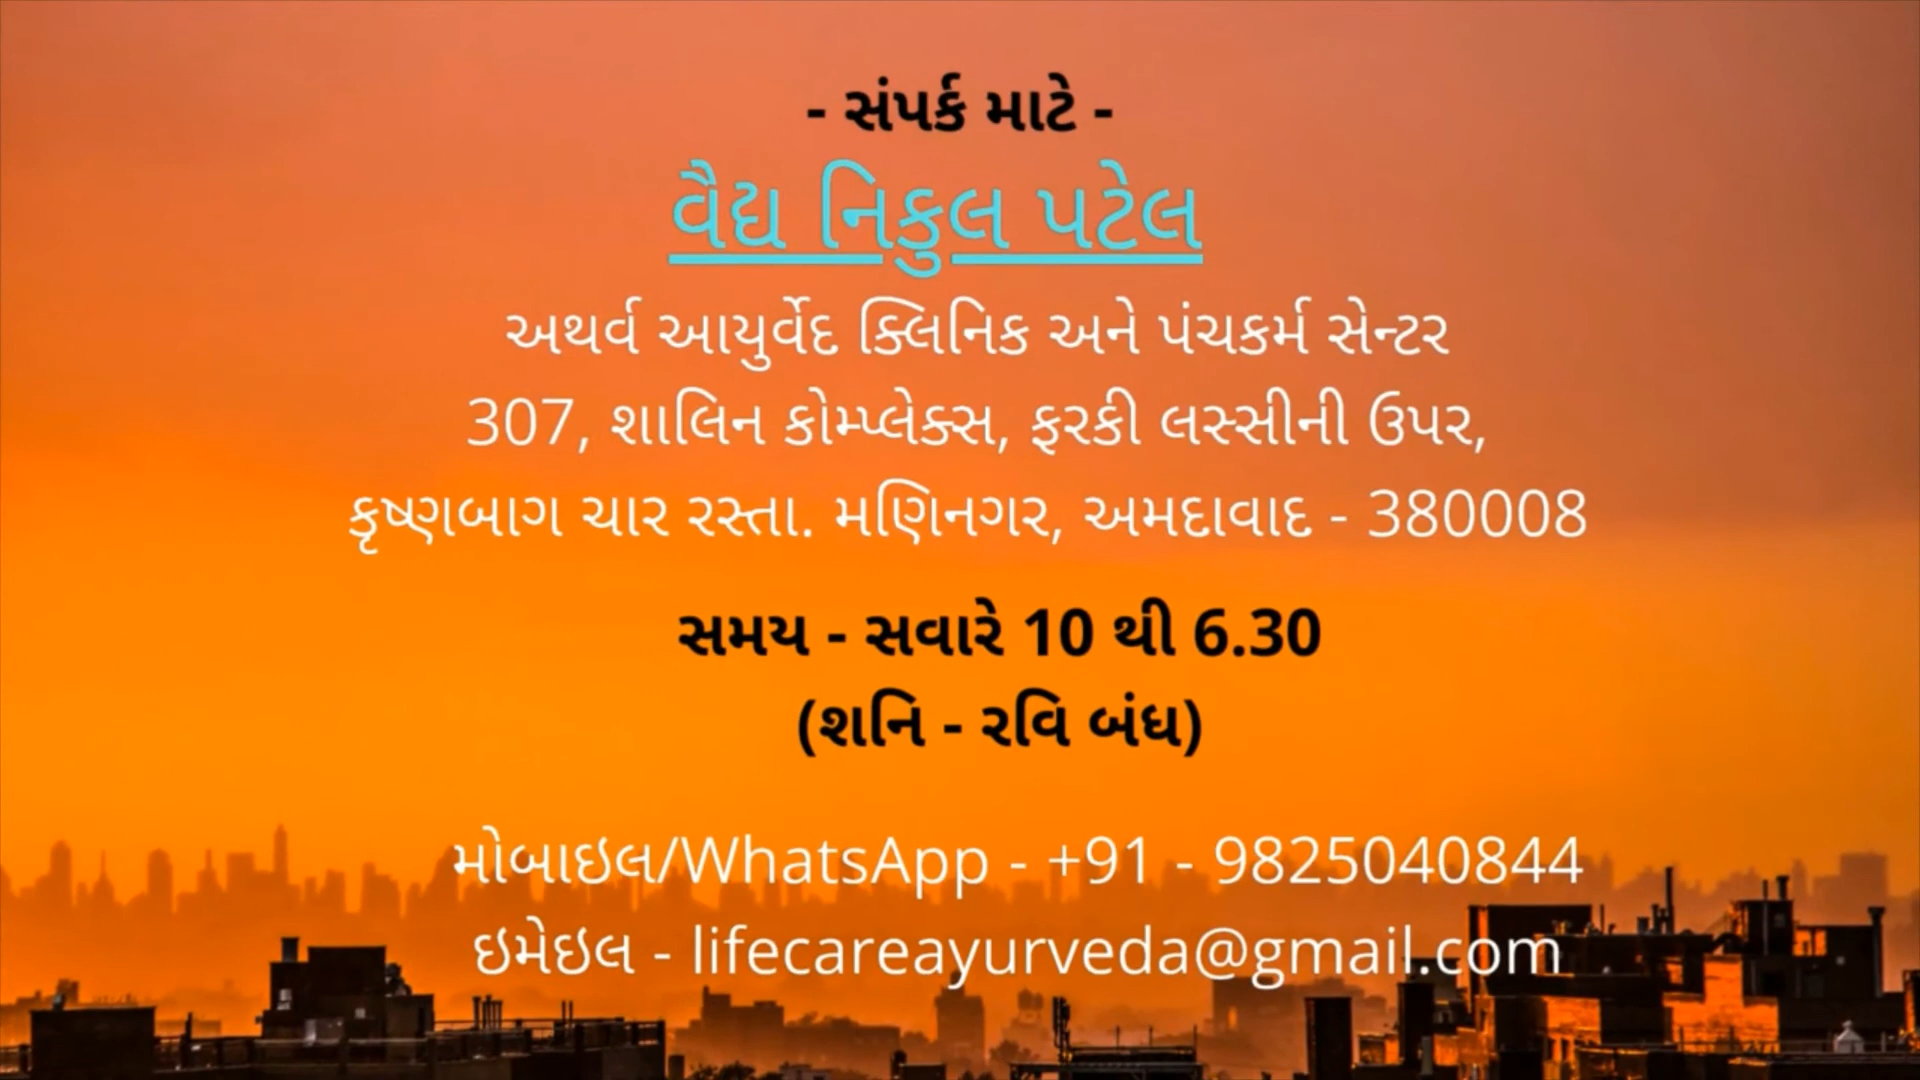 - સંપર્ક માટે -
વૈદ્ય નિકુલ પટેલ
અથર્વ આયુર્વેદ ક્લિનિક અને પંચકર્મ સેન્ટર
307, શાલિન કોમ્પ્લેક્સ, ફરકી લસ્સીની ઉપર,
કૃષ્ણબાગ ચાર રસ્તા. મણિનગર, અમદાવાદ - 380008
સમય - સવારે 10 થી 6.30
(શનિ - રવિ બંધ)
મોબાઇલ/WhatsApp - +91 - 9825040844
ઇમેઇલ - lifecareayurveda@gmail.com